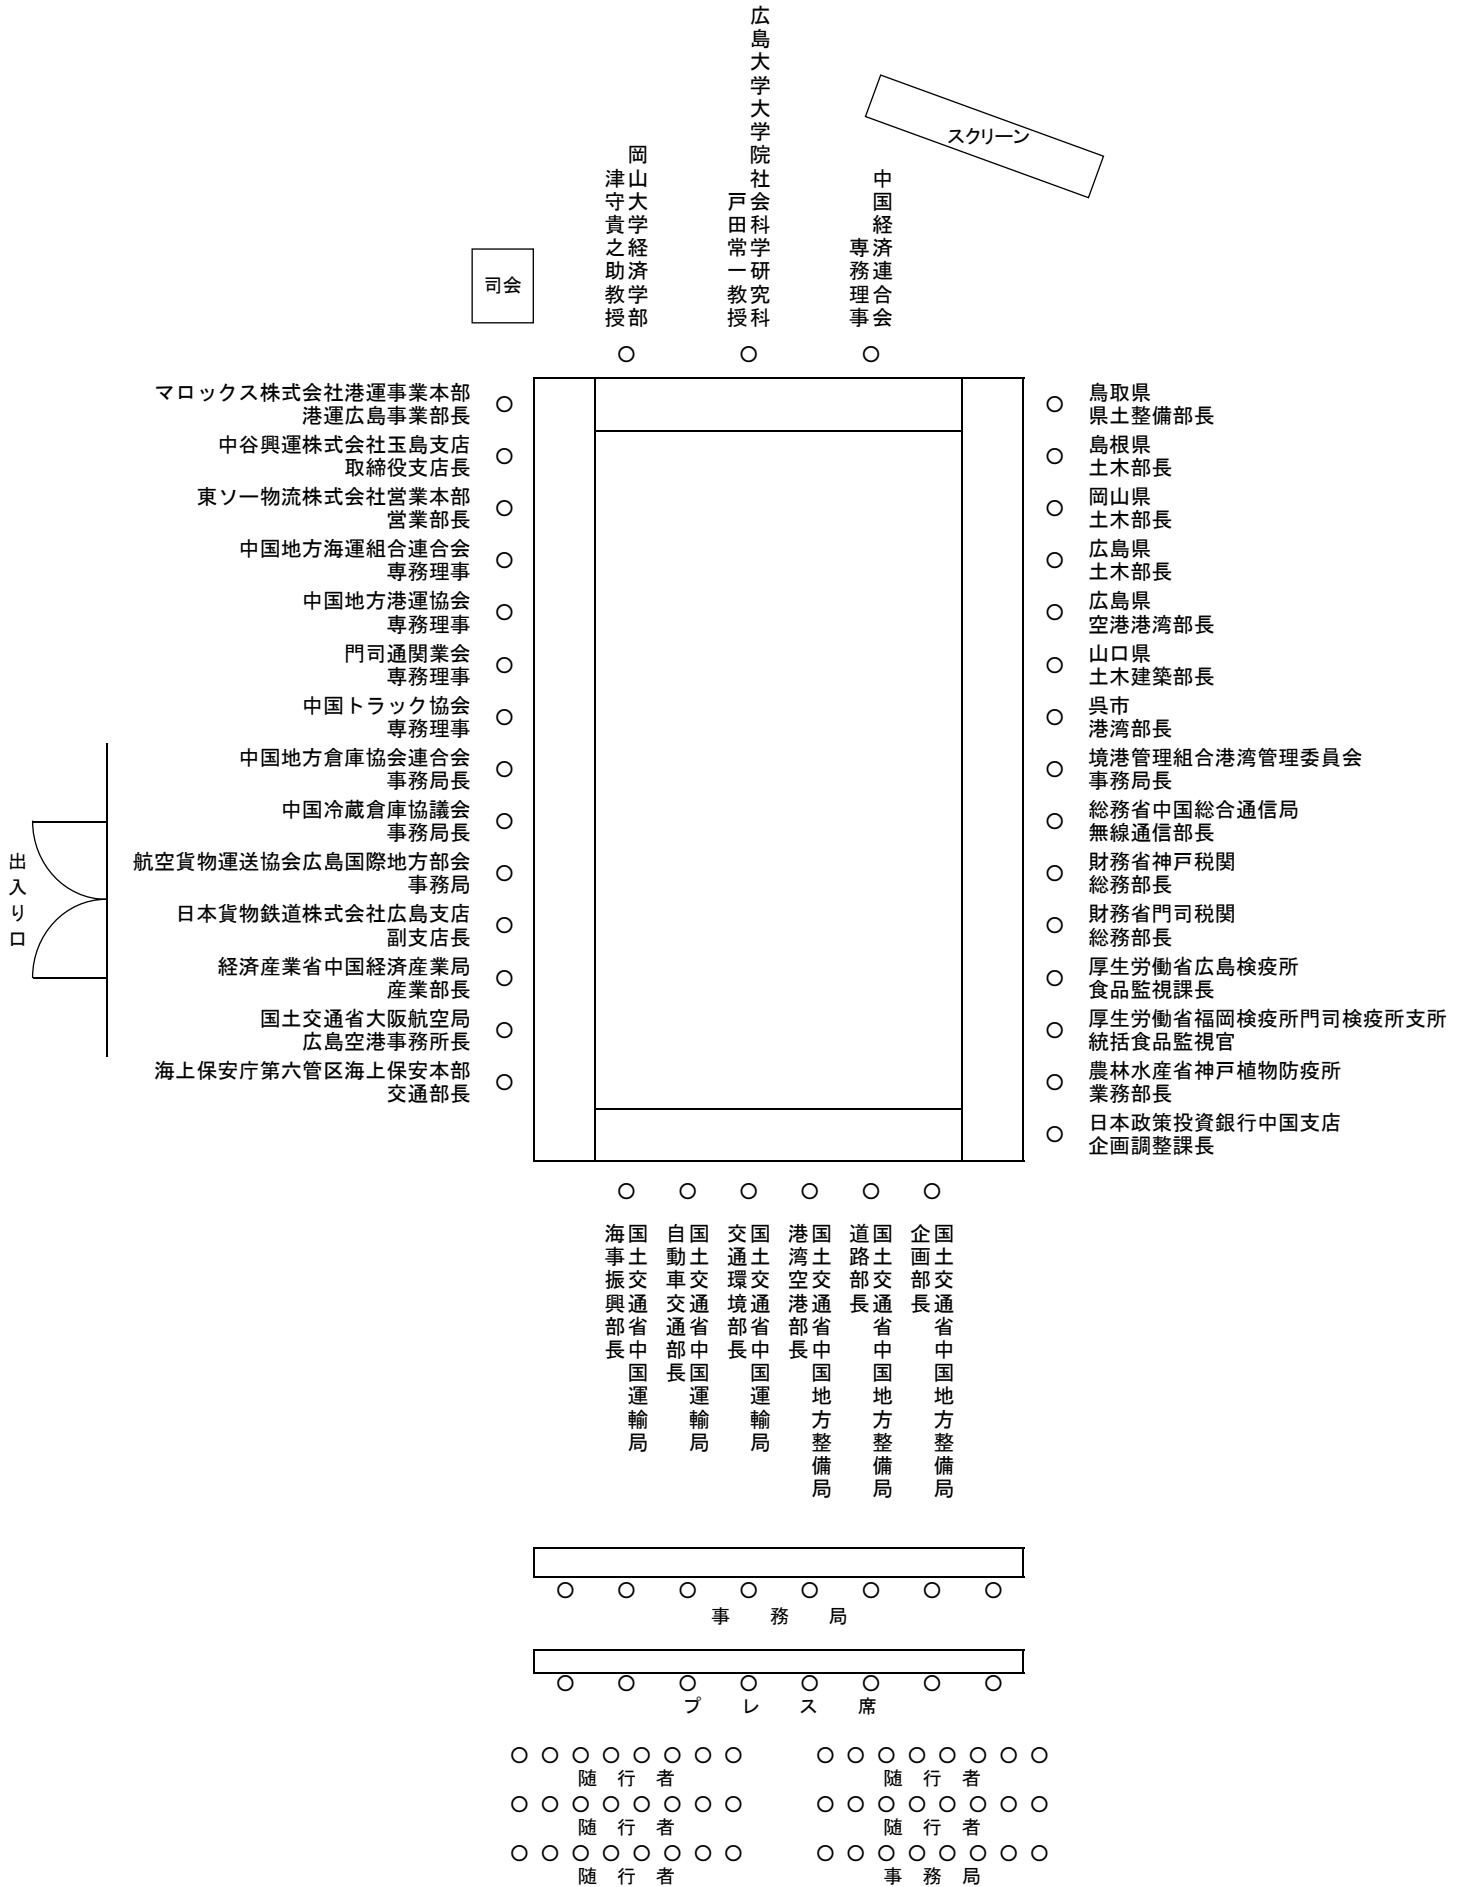 スクリーン
司会
岡山大学経済学部
津守貴之助教授
広島大学大学院社会科学研究科
戸田常一教授
中国経済連合会
専務理事
マロックス株式会社港運事業本部
港運広島事業部長
中谷興運株式会社玉島支店
取締役支店長
東ソー物流株式会社営業本部
営業部長
中国地方海運組合連合会
専務理事
中国地方港運協会
専務理事
門司通関業会
専務理事
中国トラック協会
専務理事
中国地方倉庫協会連合会
事務局長
中国冷蔵倉庫協議会
事務局長
航空貨物運送協会広島国際地方部会
事務局
日本貨物鉄道株式会社広島支店
副支店長
経済産業省中国経済産業局
産業部長
国土交通省大阪航空局
広島空港事務所長
海上保安庁第六管区海上保安本部
交通部長
出入り口
鳥取県
県土整備部長
島根県
土木部長
岡山県
土木部長
広島県
土木部長
広島県
空港港湾部長
山口県
土木建築部長
呉市
港湾部長
境港管理組合港湾管理委員会
事務局長
総務省中国総合通信局
無線通信部長
財務省神戸税関
総務部長
財務省門司税関
総務部長
厚生労働省広島検疫所
食品監視課長
厚生労働省福岡検疫所門司検疫所支所
統括食品監視官
農林水産省神戸植物防疫所
業務部長
日本政策投資銀行中国支店
企画調整課長
国土交通省中国運輸局
海事振興部長
国土交通省中国運輸局
自動車交通部長
国土交通省中国運輸局
交通環境部長
国土交通省中国地方整備局
港湾空港部長
国土交通省中国地方整備局
道路部長
国土交通省中国地方整備局
企画部長
事務局
プレス席
随行者
随行者
随行者
随行者
随行者
事務局